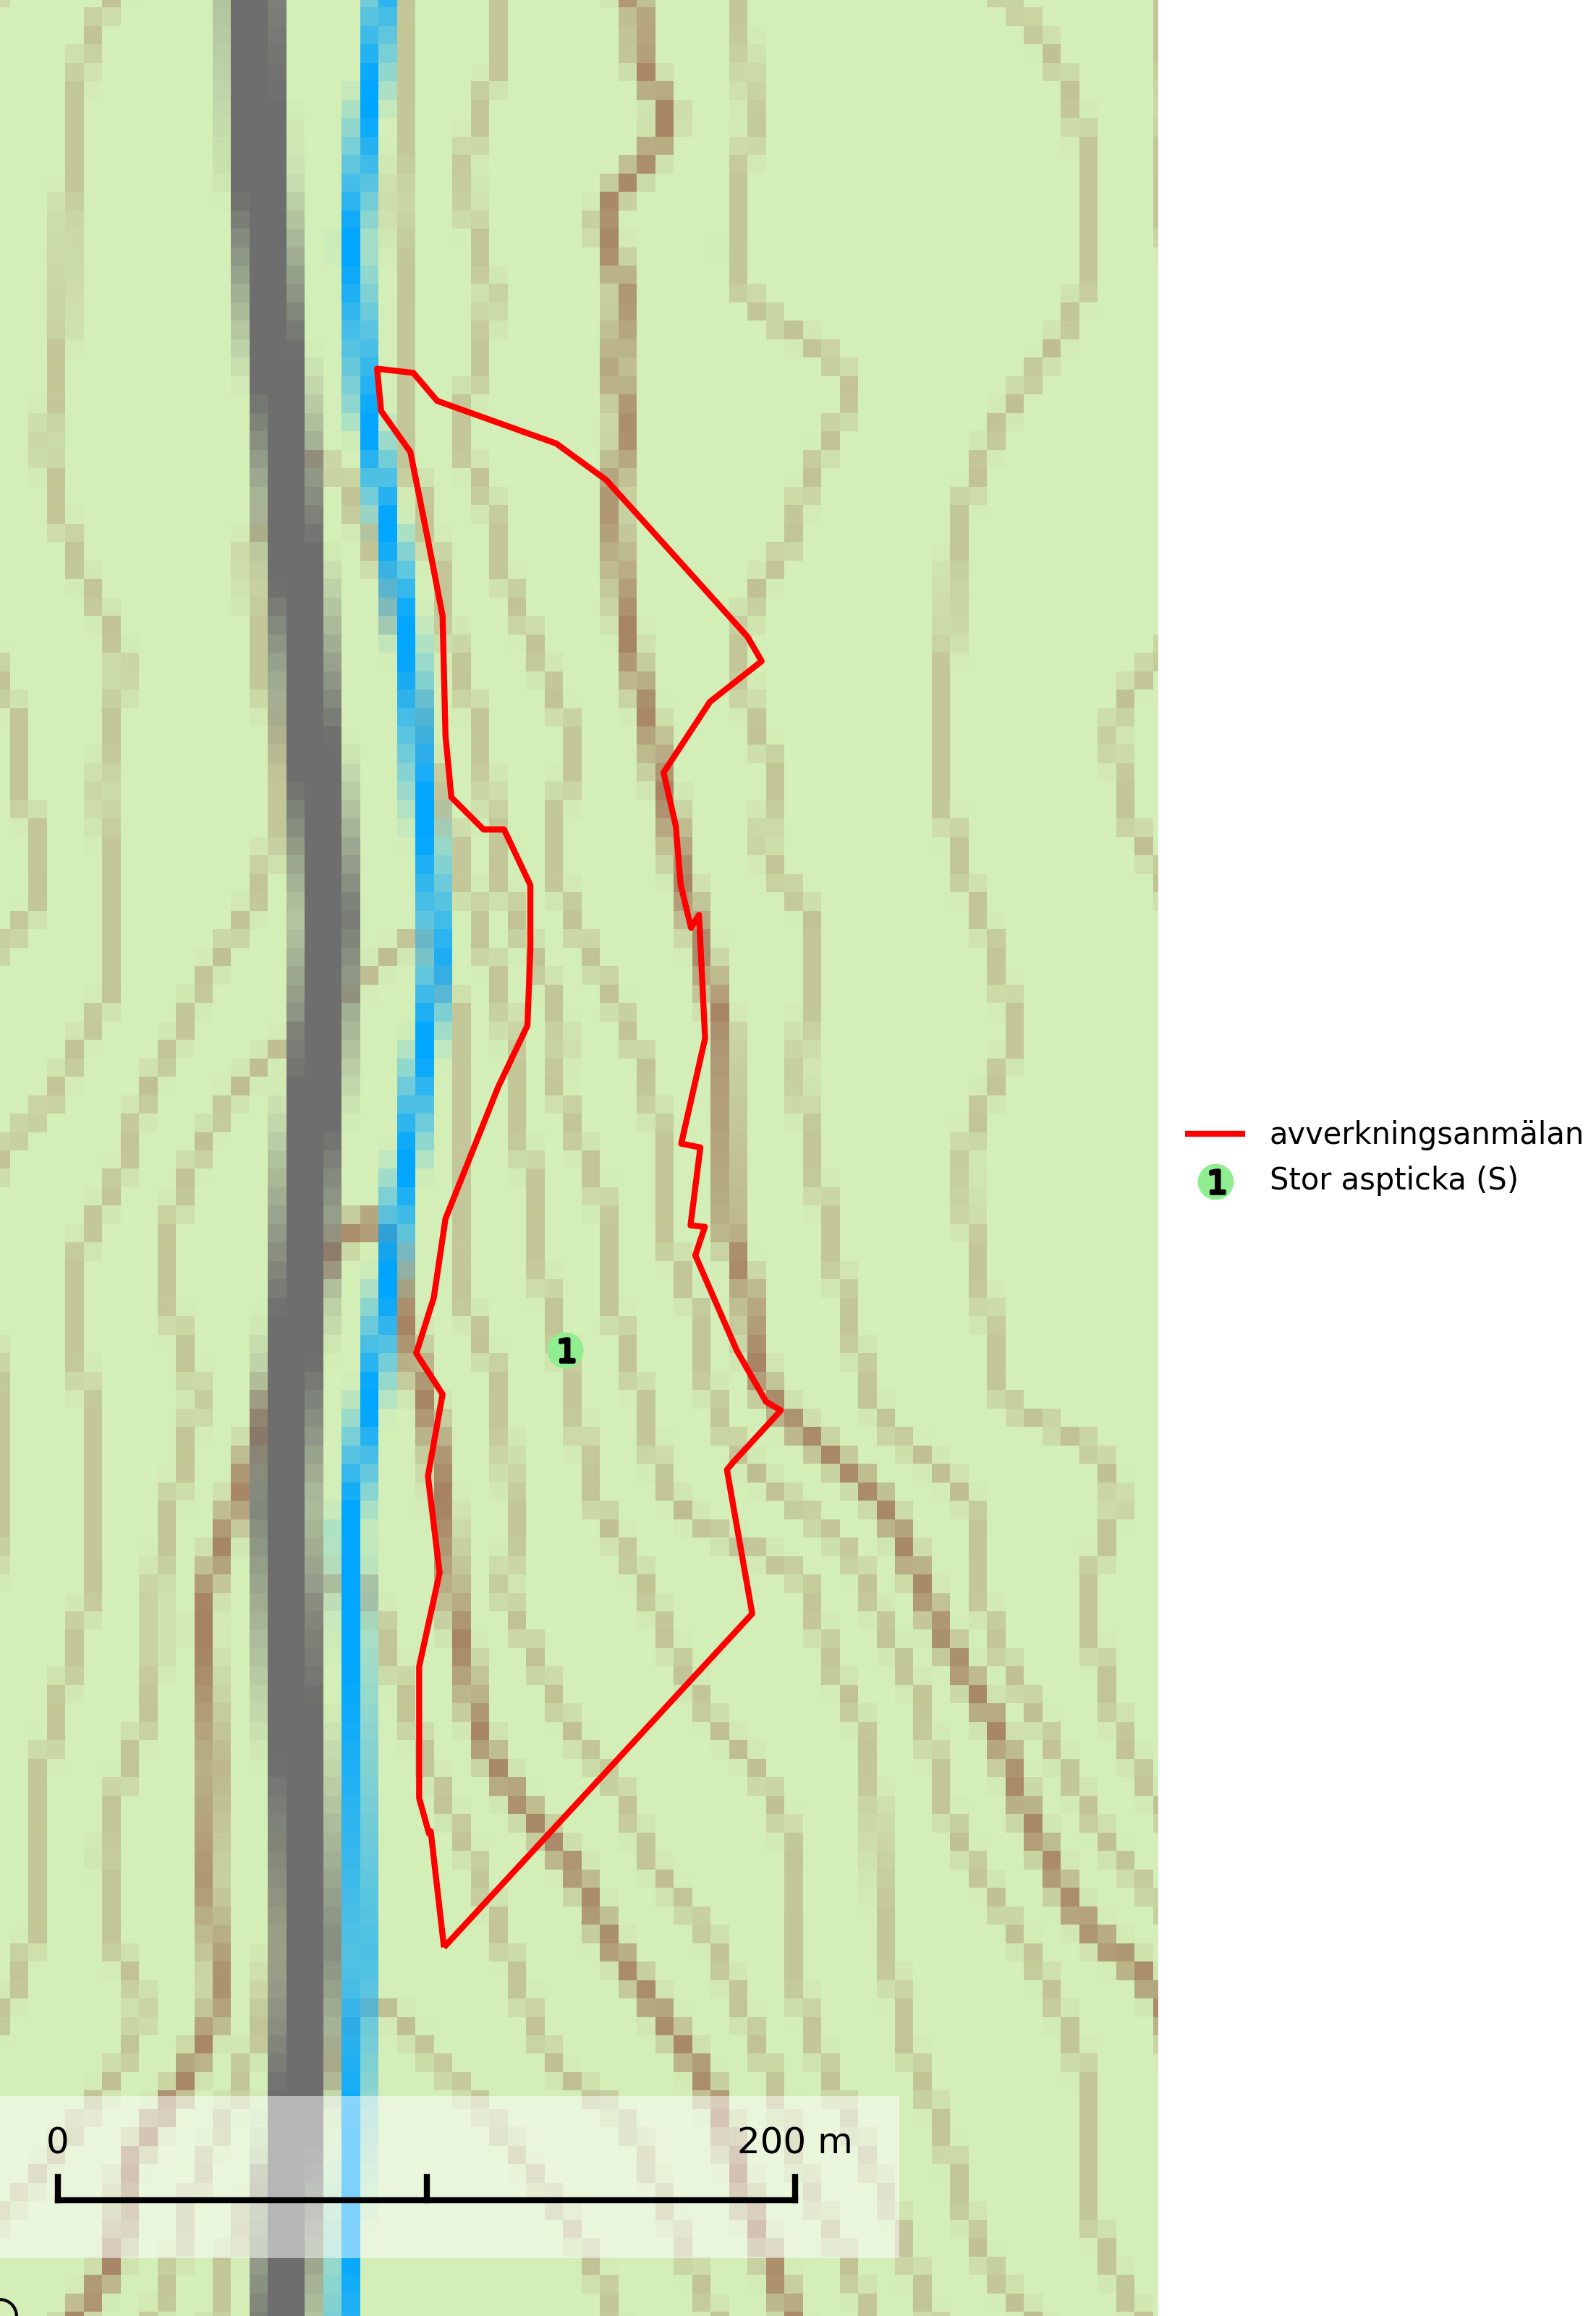 avverkningsanmälan
1 Stor aspticka (S)
1
0 200 m